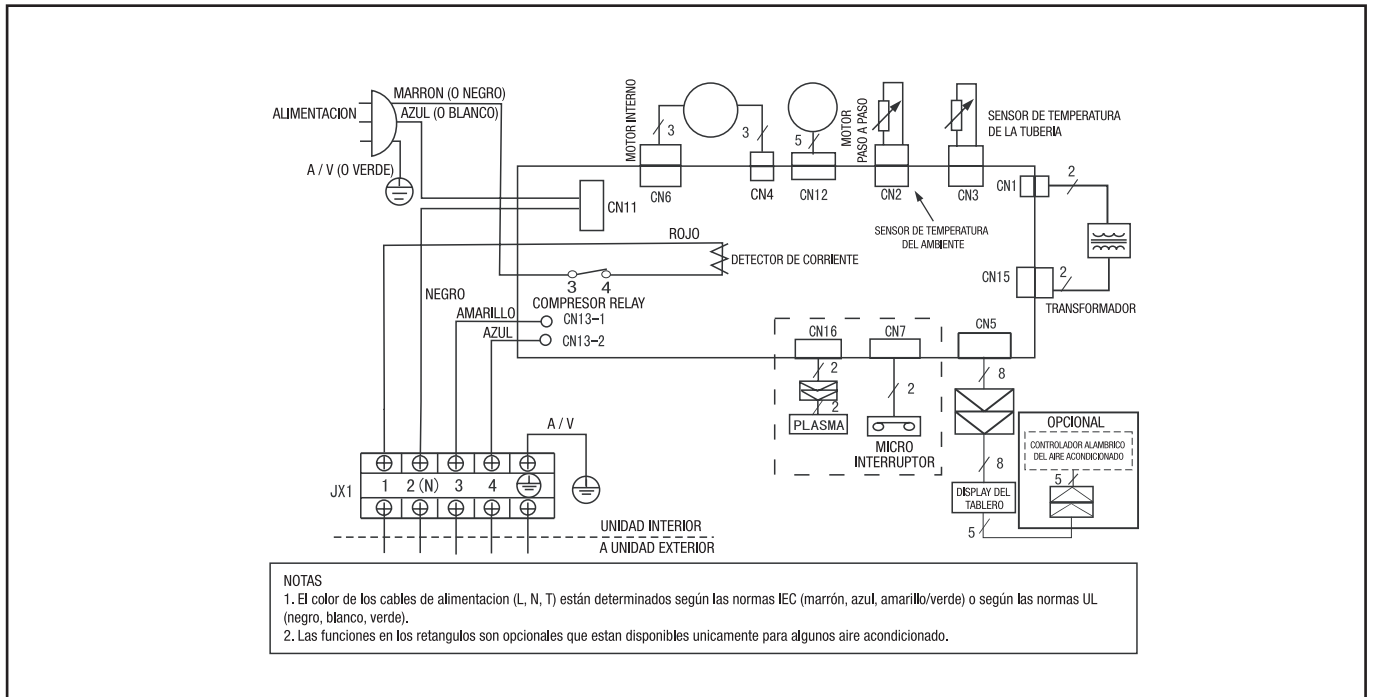 MARRON (O NEGRO)
ALIMENTACION
AZUL (O BLANCO)
A / V (O VERDE)
MOTOR INTERNO
3
3
5
MOTOR
PASO A PASO
SENSOR DE TEMPERATURA
DE LA TUBERIA
CN6
CN4
CN12
CN2
CN3
CN1
2
CN11
SENSOR DE TEMPERATURA
DEL AMBIENTE
ROJO
DETECTOR DE CORRIENTE
3 4
COMPRESOR RELAY
NEGRO
AMARILLO
CN13-1
AZUL
CN13-2
CN15
2
TRANSFORMADOR
CN16
CN7
CN5
2
2
PLASMA
2
MICRO
INTERRUPTOR
8
8
DISPLAY DEL
TABLERO
5
OPCIONAL
CONTROLADOR ALAMBRICO
DEL AIRE ACONDICIONADO
5
A / V
JX1
1 2(N) 3 4
UNIDAD INTERIOR
A UNIDAD EXTERIOR
NOTAS
1. El color de los cables de alimentacion (L, N, T) están determinados según las normas IEC (marrón, azul, amarillo/verde) o según las normas UL
(negro, blanco, verde).
2. Las funciones en los retangulos son opcionales que estan disponibles unicamente para algunos aire acondicionado.